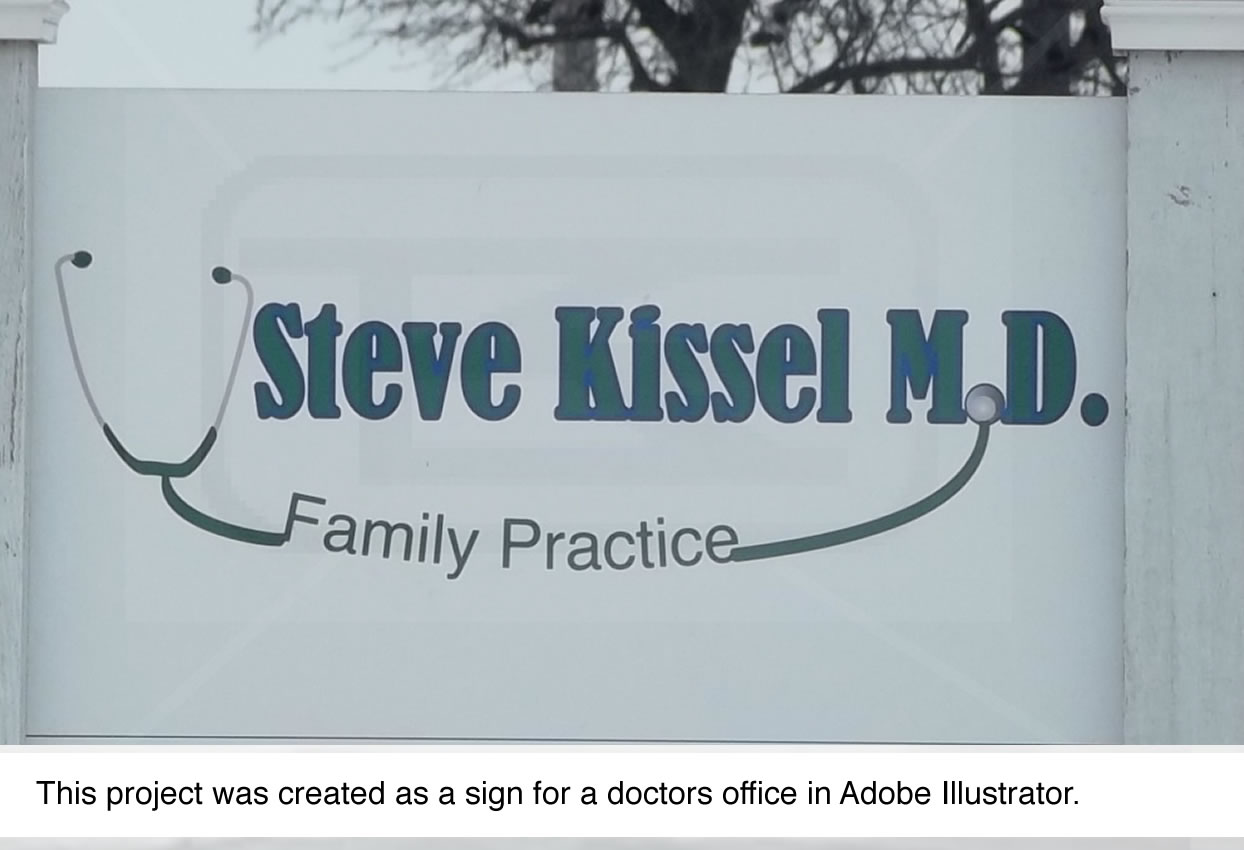 Steve Kissel M.D.
Family Practice
This project was created as a sign for a doctors office in Adobe Illustrator.